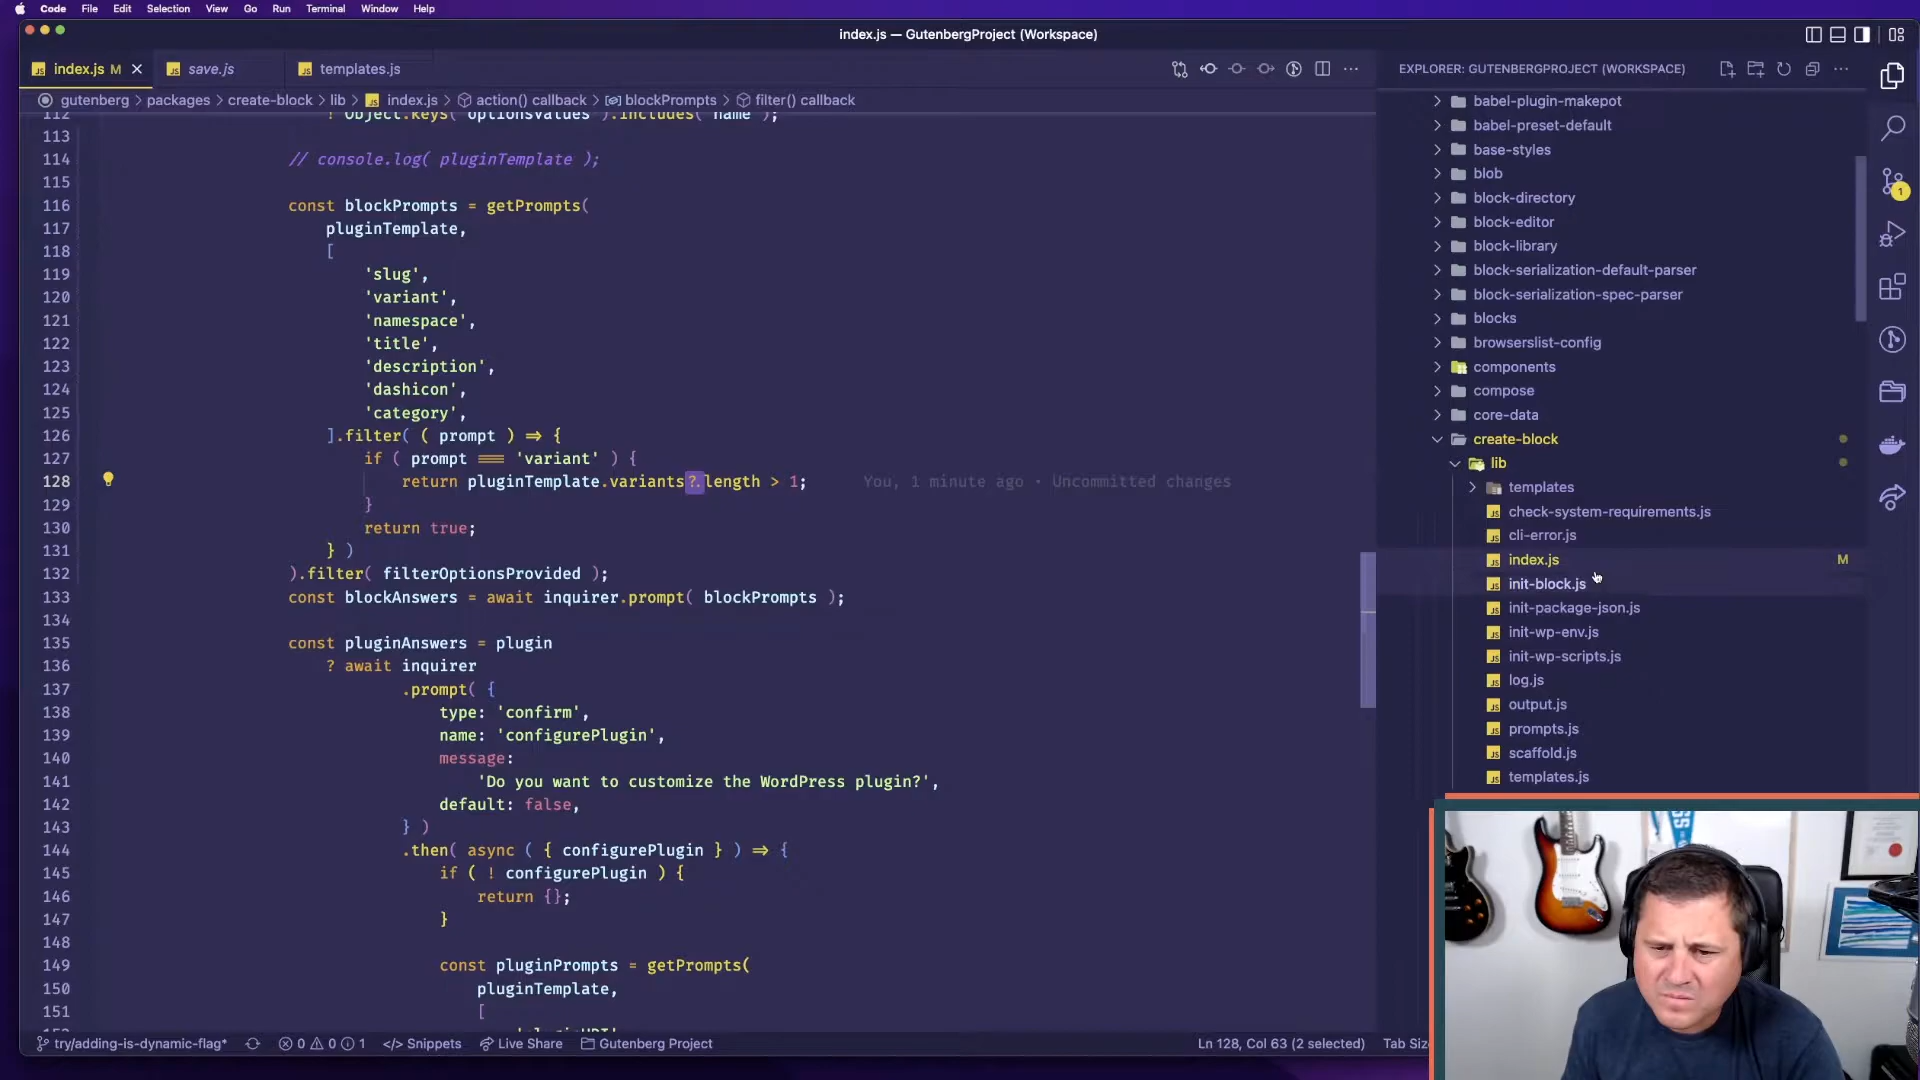 Code File Edit Selection View Go Run Terminal Window Help
index.js — GutenbergProject (Workspace)
index.js M
save.js
templates.js
EXPLORER: GUTENBERGPROJECT (WORKSPACE)
gutenberg > packages > create-block > lib > index.js > action() callback > blockPrompts > filter() callback
112 ! Object.keys( optionsValues ).includes( name );
113
114 // console.log( pluginTemplate );
115
116 const blockPrompts = getPrompts(
117 pluginTemplate,
118 [
119 'slug',
120 'variant',
121 'namespace',
122 'title',
123 'description',
124 'dashicon',
125 'category',
126 ].filter( ( prompt ) => {
127 if ( prompt === 'variant' ) {
128 return pluginTemplate.variants?.length > 1; You, 1 minute ago • Uncommitted changes
129 }
130 return true;
131 } )
132 ).filter( filterOptionsProvided );
133 const blockAnswers = await inquirer.prompt( blockPrompts );
134
135 const pluginAnswers = plugin
136 ? await inquirer
137 .prompt( {
138 type: 'confirm',
139 name: 'configurePlugin',
140 message:
141 'Do you want to customize the WordPress plugin?',
142 default: false,
143 } )
144 .then( async ( { configurePlugin } ) => {
145 if ( ! configurePlugin ) {
146 return {};
147 }
148
149 const pluginPrompts = getPrompts(
150 pluginTemplate,
151 [
babel-plugin-makepot
babel-preset-default
base-styles
blob
block-directory
block-editor
block-library
block-serialization-default-parser
block-serialization-spec-parser
blocks
browserslist-config
components
compose
core-data
create-block
lib
templates
check-system-requirements.js
cli-error.js
index.js M
init-block.js
init-package-json.js
init-wp-env.js
init-wp-scripts.js
log.js
output.js
prompts.js
scaffold.js
templates.js
1
try/adding-is-dynamic-flag* 0 0 1 </> Snippets Live Share Gutenberg Project Ln 128, Col 63 (2 selected) Tab Siz